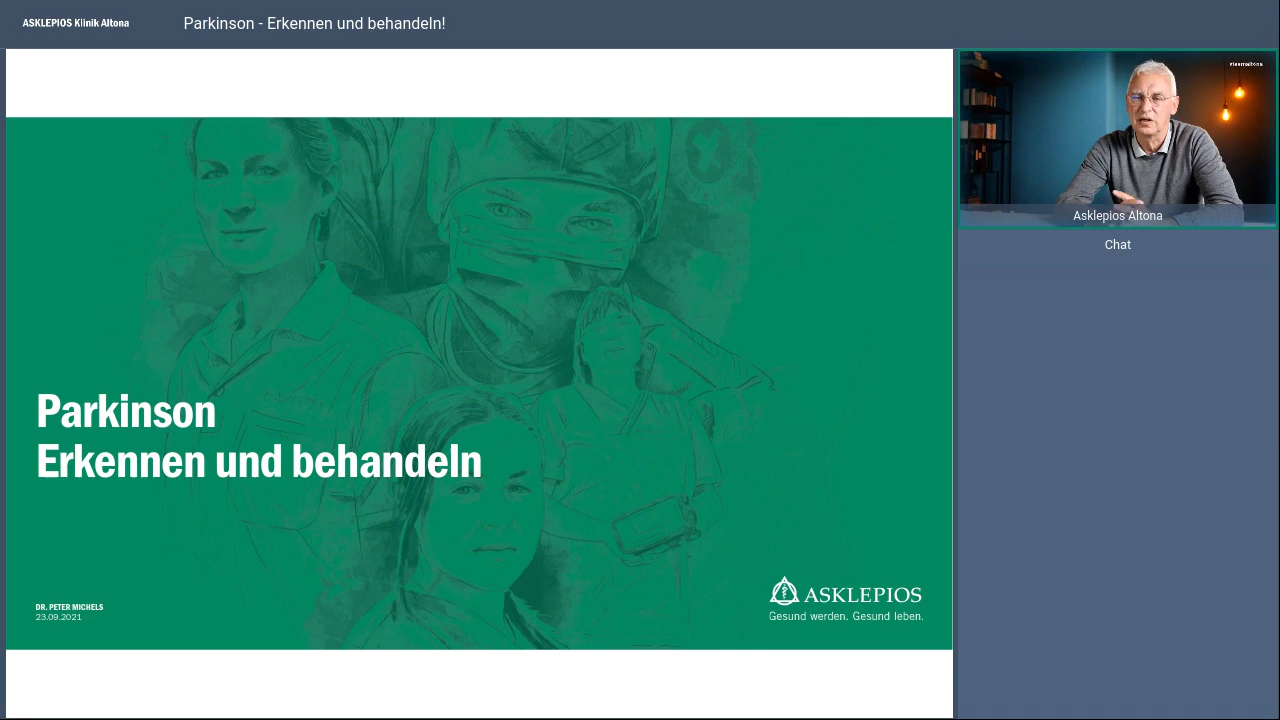 ASKLEPIOS Klinik Altona
Parkinson - Erkennen und behandeln!
#teamaltona
Asklepios Altona
Chat
Parkinson
Erkennen und behandeln
DR. PETER MICHELS
23.09.2021
ASKLEPIOS
Gesund werden. Gesund leben.